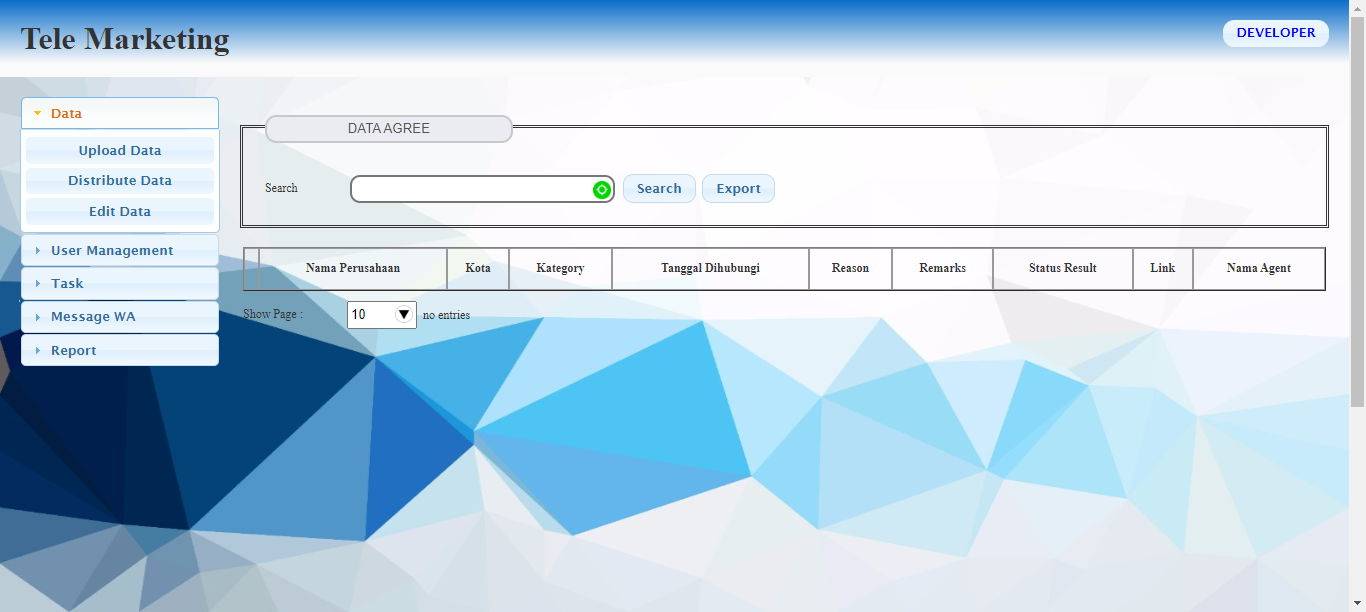 Tele Marketing
DEVELOPER
Data
Upload Data
Distribute Data
Edit Data
User Management
Task
Message WA
Report
DATA AGREE
Search
Search
Export
Nama Perusahaan Kota Kategory Tanggal Dihubungi Reason Remarks Status Result Link Nama Agent
Show Page : 10 no entries